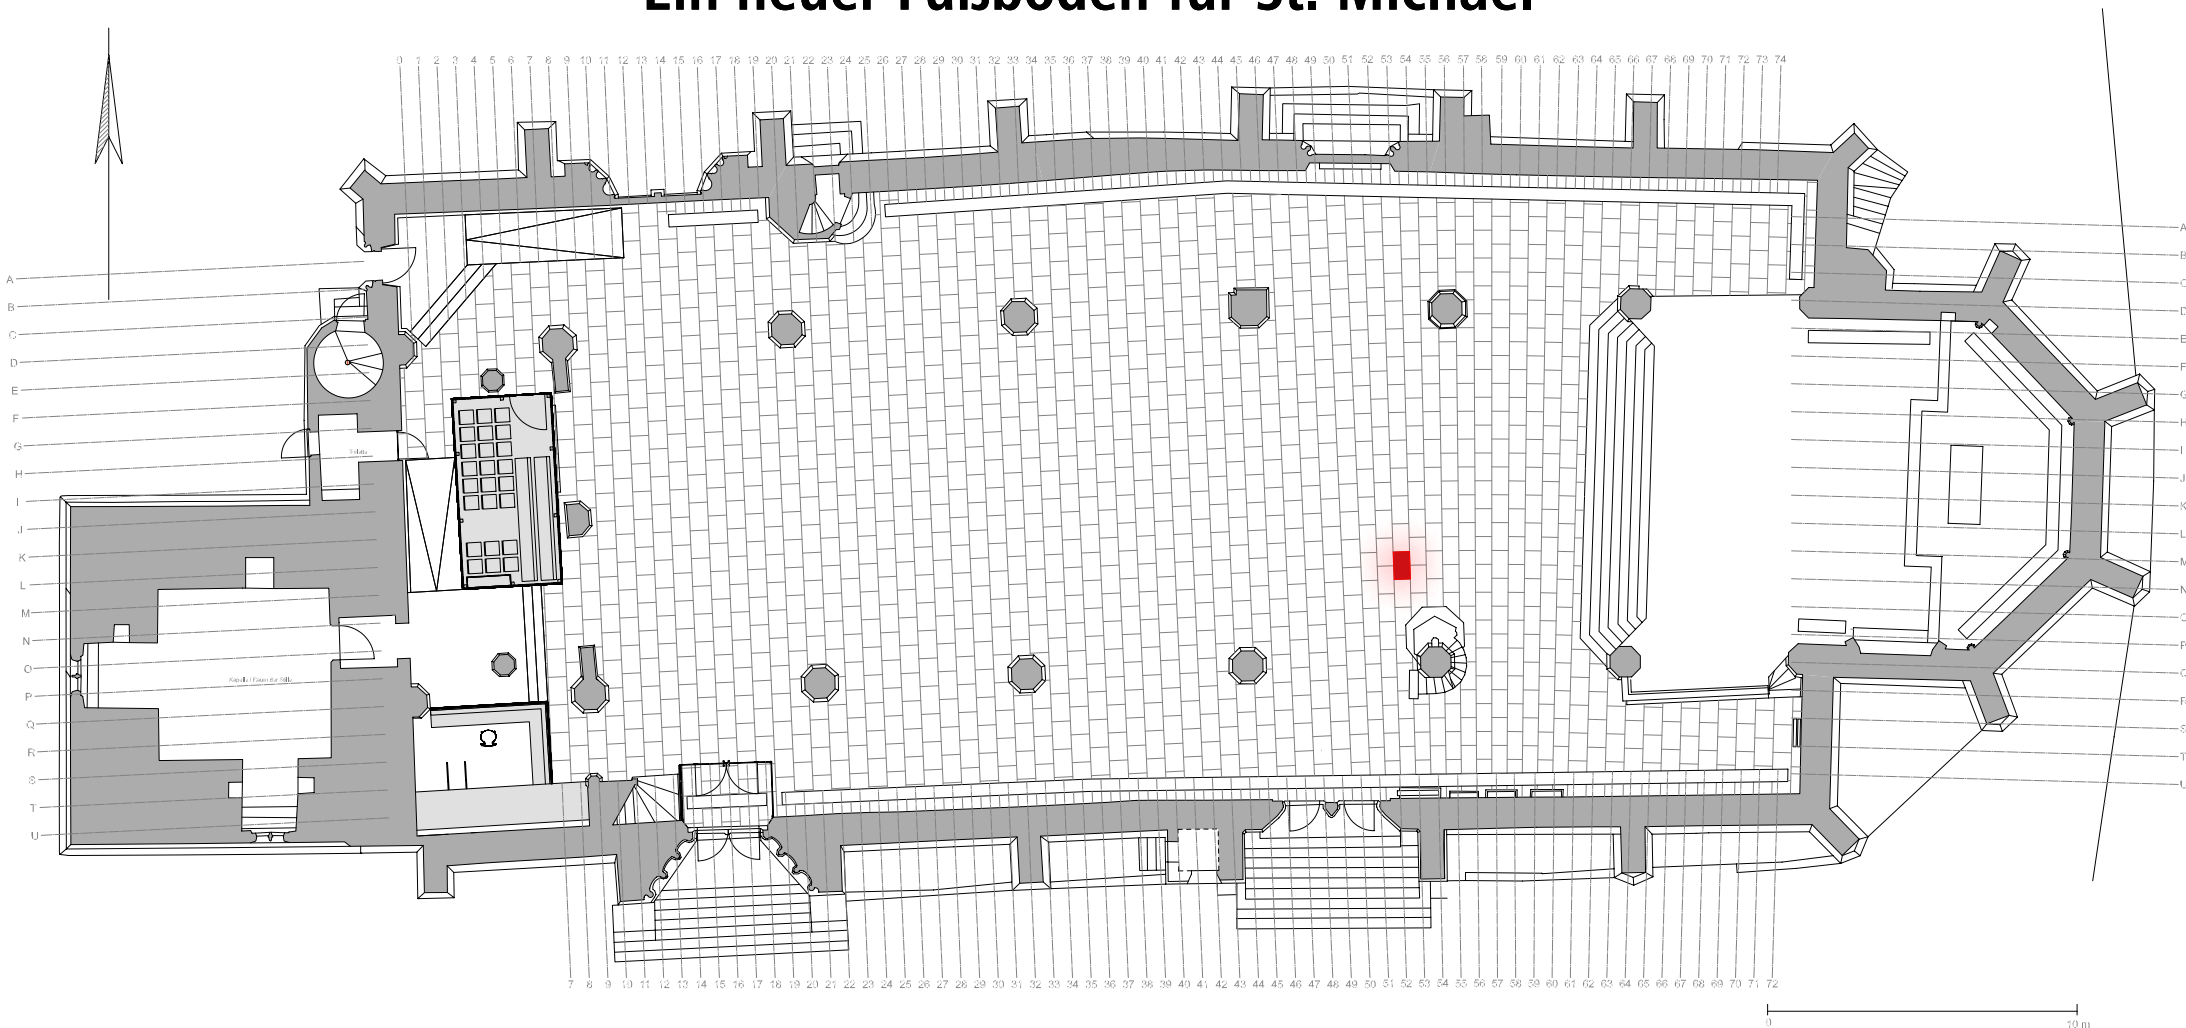 Ein neuer Fußboden für St. Michael
0 1 2 3 4 5 6 7 8 9 10 11 12 13 14 15 16 17 18 19 20 21 22 23 24 25 26 27 28 29 30 31 32 33 34 35 36 37 38 39 40 41 42 43 44 45 46 47 48 49 50 51 52 53 54 55 56 57 58 59 60 61 62 63 64 65 66 67 68 69 70 71 72 73 74
A A
B B
C C
D D
E E
F F
G G
H H
I I
J J
K K
L L
M M
N N
O O
P P
Q Q
R R
S S
T T
U U
7 8 9 10 11 12 13 14 15 16 17 18 19 20 21 22 23 24 25 26 27 28 29 30 31 32 33 34 35 36 37 38 39 40 41 42 43 44 45 46 47 48 49 50 51 52 53 54 55 56 57 58 59 60 61 62 63 64 65 66 67 68 69 70 71 72
0 10 m